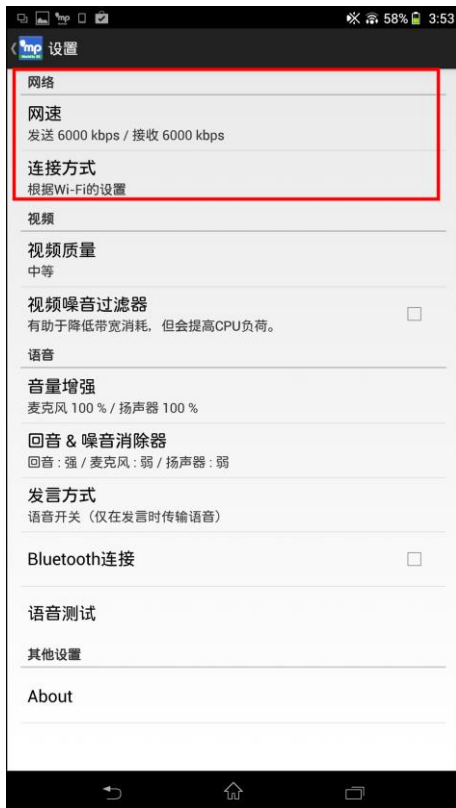 58% 3:53
mp 设置
网络
网速
发送 6000 kbps / 接收 6000 kbps
连接方式
根据Wi-Fi的设置
视频
视频质量
中等
视频噪音过滤器
有助于降低带宽消耗，但会提高CPU负荷。
语音
音量增强
麦克风 100 % / 扬声器 100 %
回音 & 噪音消除器
回音 : 强 / 麦克风 : 弱 / 扬声器 : 弱
发言方式
语音开关（仅在发言时传输语音）
Bluetooth连接
语音测试
其他设置
About